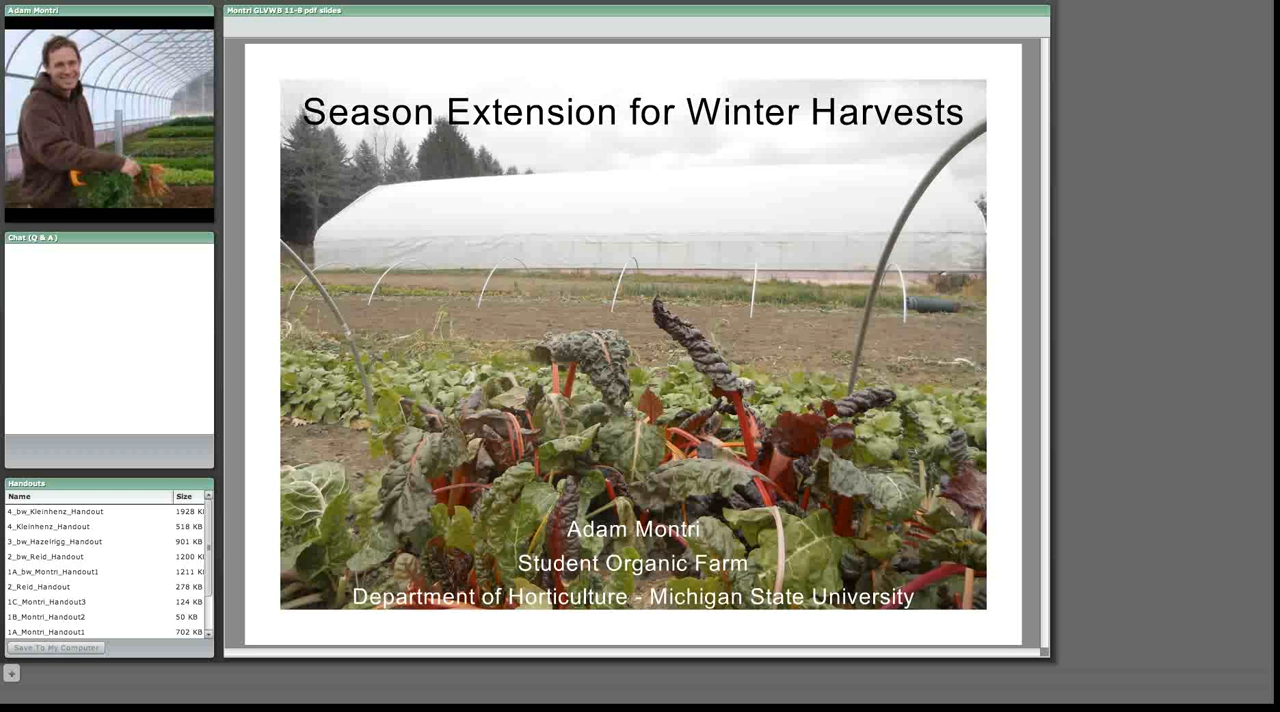 Adam Montri
Montri GLVWB 11-8 pdf slides
Season Extension for Winter Harvests
Adam Montri
Student Organic Farm
Department of Horticulture - Michigan State University
Chat (Q & A)
Handouts
Name Size
4_bw_Kleinhenz_Handout 1928 K
4_Kleinhenz_Handout 518 KB
3_bw_Hazelrigg_Handout 901 KB
2_bw_Reid_Handout 1200 K
1A_bw_Montri_Handout1 1211 K
2_Reid_Handout 278 KB
1C_Montri_Handout3 124 KB
1B_Montri_Handout2 50 KB
1A_Montri_Handout1 702 KB
Save To My Computer